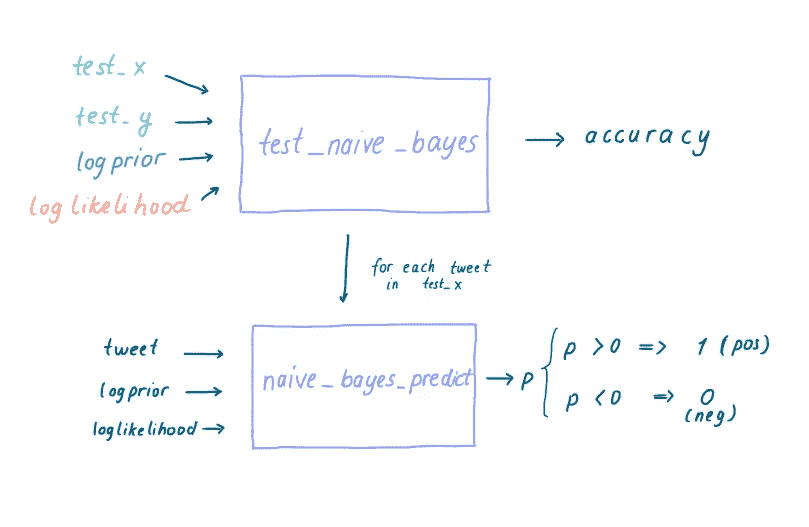 test_x
test_y
logprior
loglikelihood
test_naive_bayes
accuracy
for each tweet
in test_x
tweet
logprior
loglikelihood
naive_bayes_predict
p
p >0 => 1 (pos)
p <0 => 0
(neg)